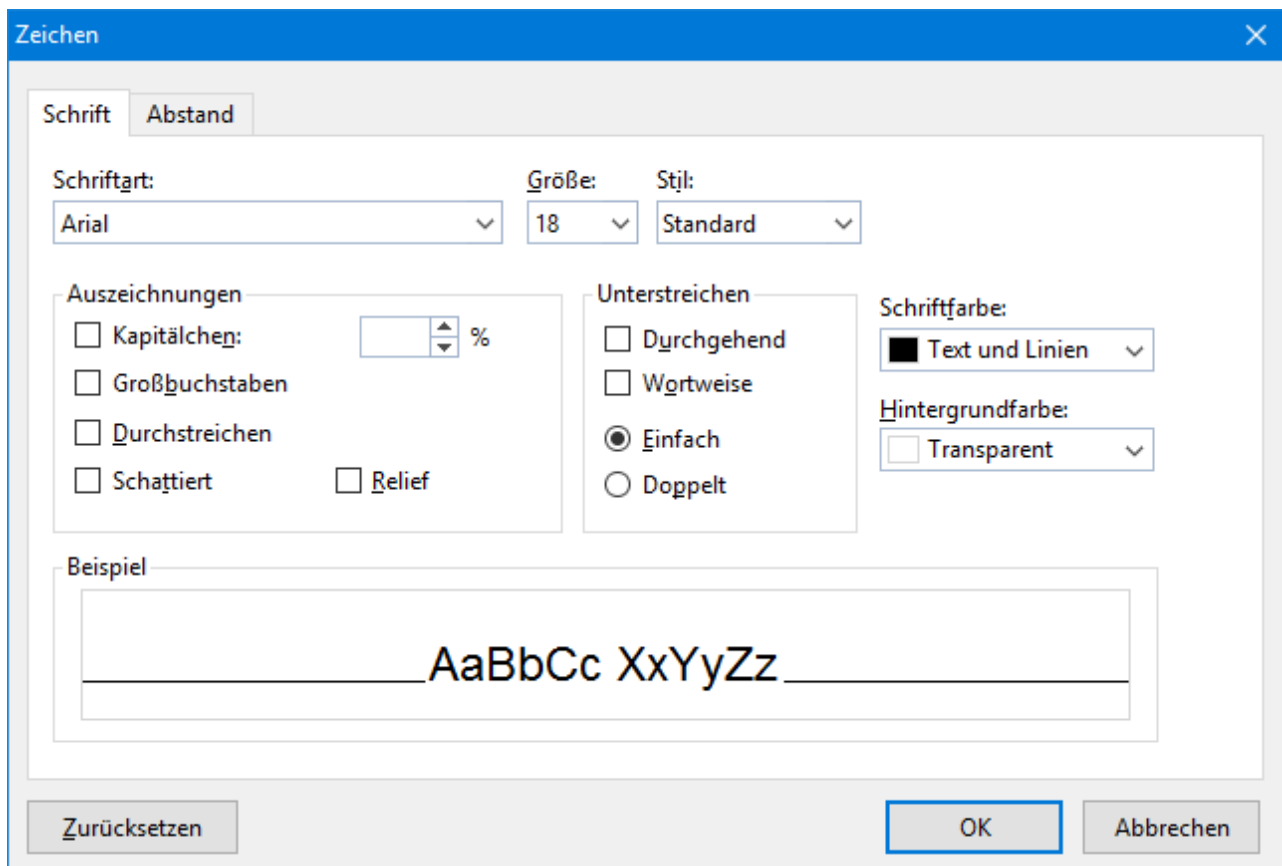 Zeichen
Schrift Abstand
Schriftart: Größe: Stil:
Arial 18 Standard
Auszeichnungen Unterstreichen
Schriftfarbe:
Kapitälchen: % Durchgehend
Text und Linien
Großbuchstaben Wortweise
Hintergrundfarbe:
Durchstreichen Einfach
Transparent
Schattiert Relief Doppelt
Beispiel
AaBbCc XxYyZz
Zurücksetzen OK Abbrechen